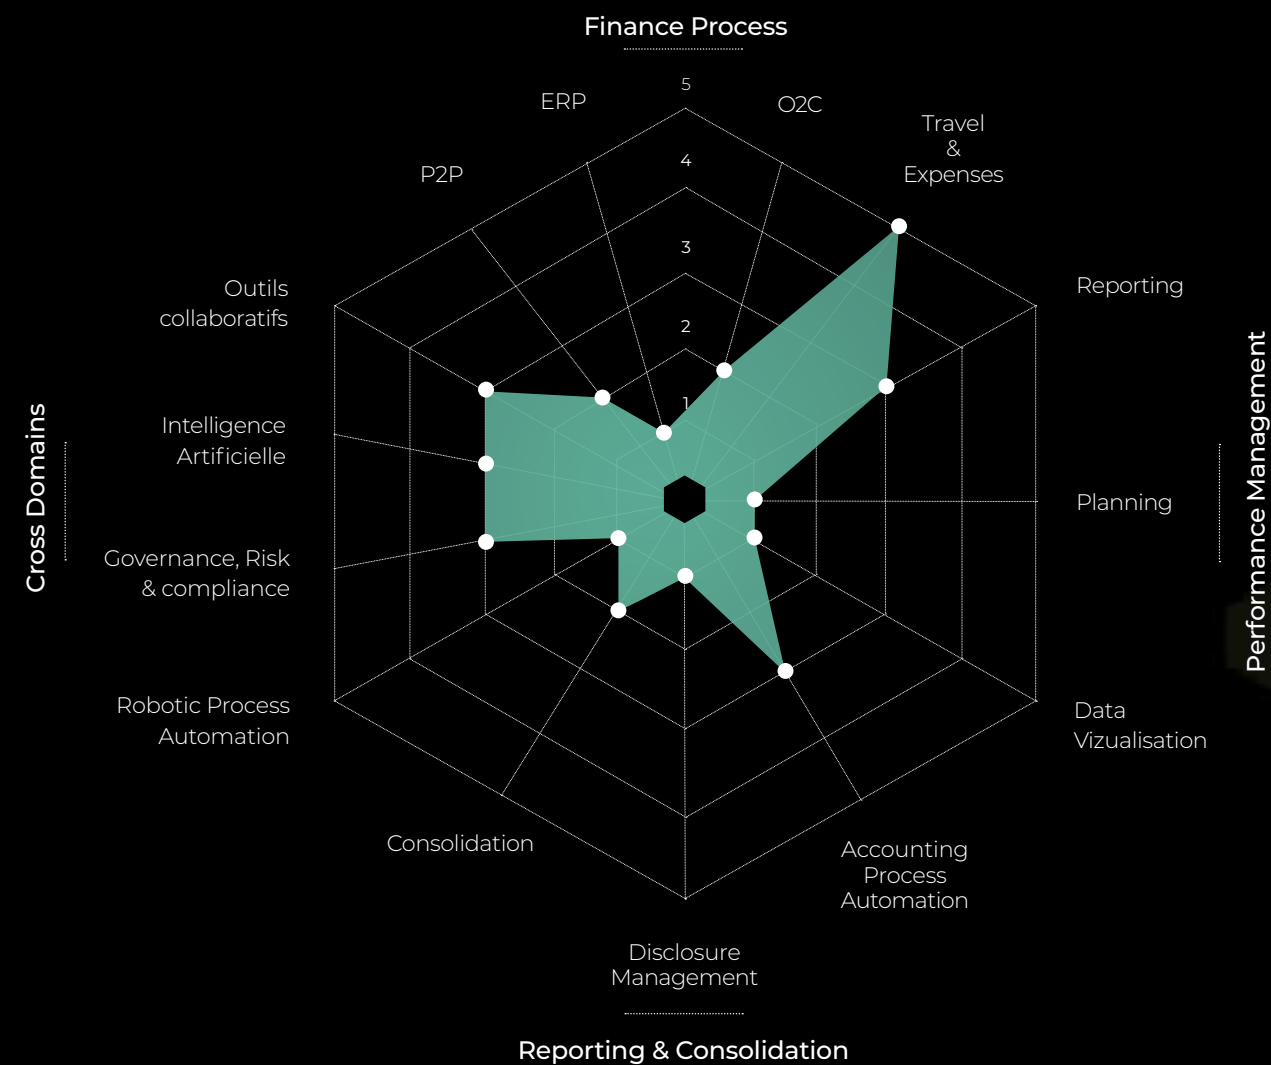 Finance Process
5
4
3
2
1
ERP
O2C
P2P
Travel
&
Expenses
Outils
collaboratifs
Reporting
Intelligence
Artificielle
Planning
Governance, Risk
& compliance
Cross Domains
Performance Management
Robotic Process
Automation
Data
Vizualisation
Consolidation
Accounting
Process
Automation
Disclosure
Management
Reporting & Consolidation